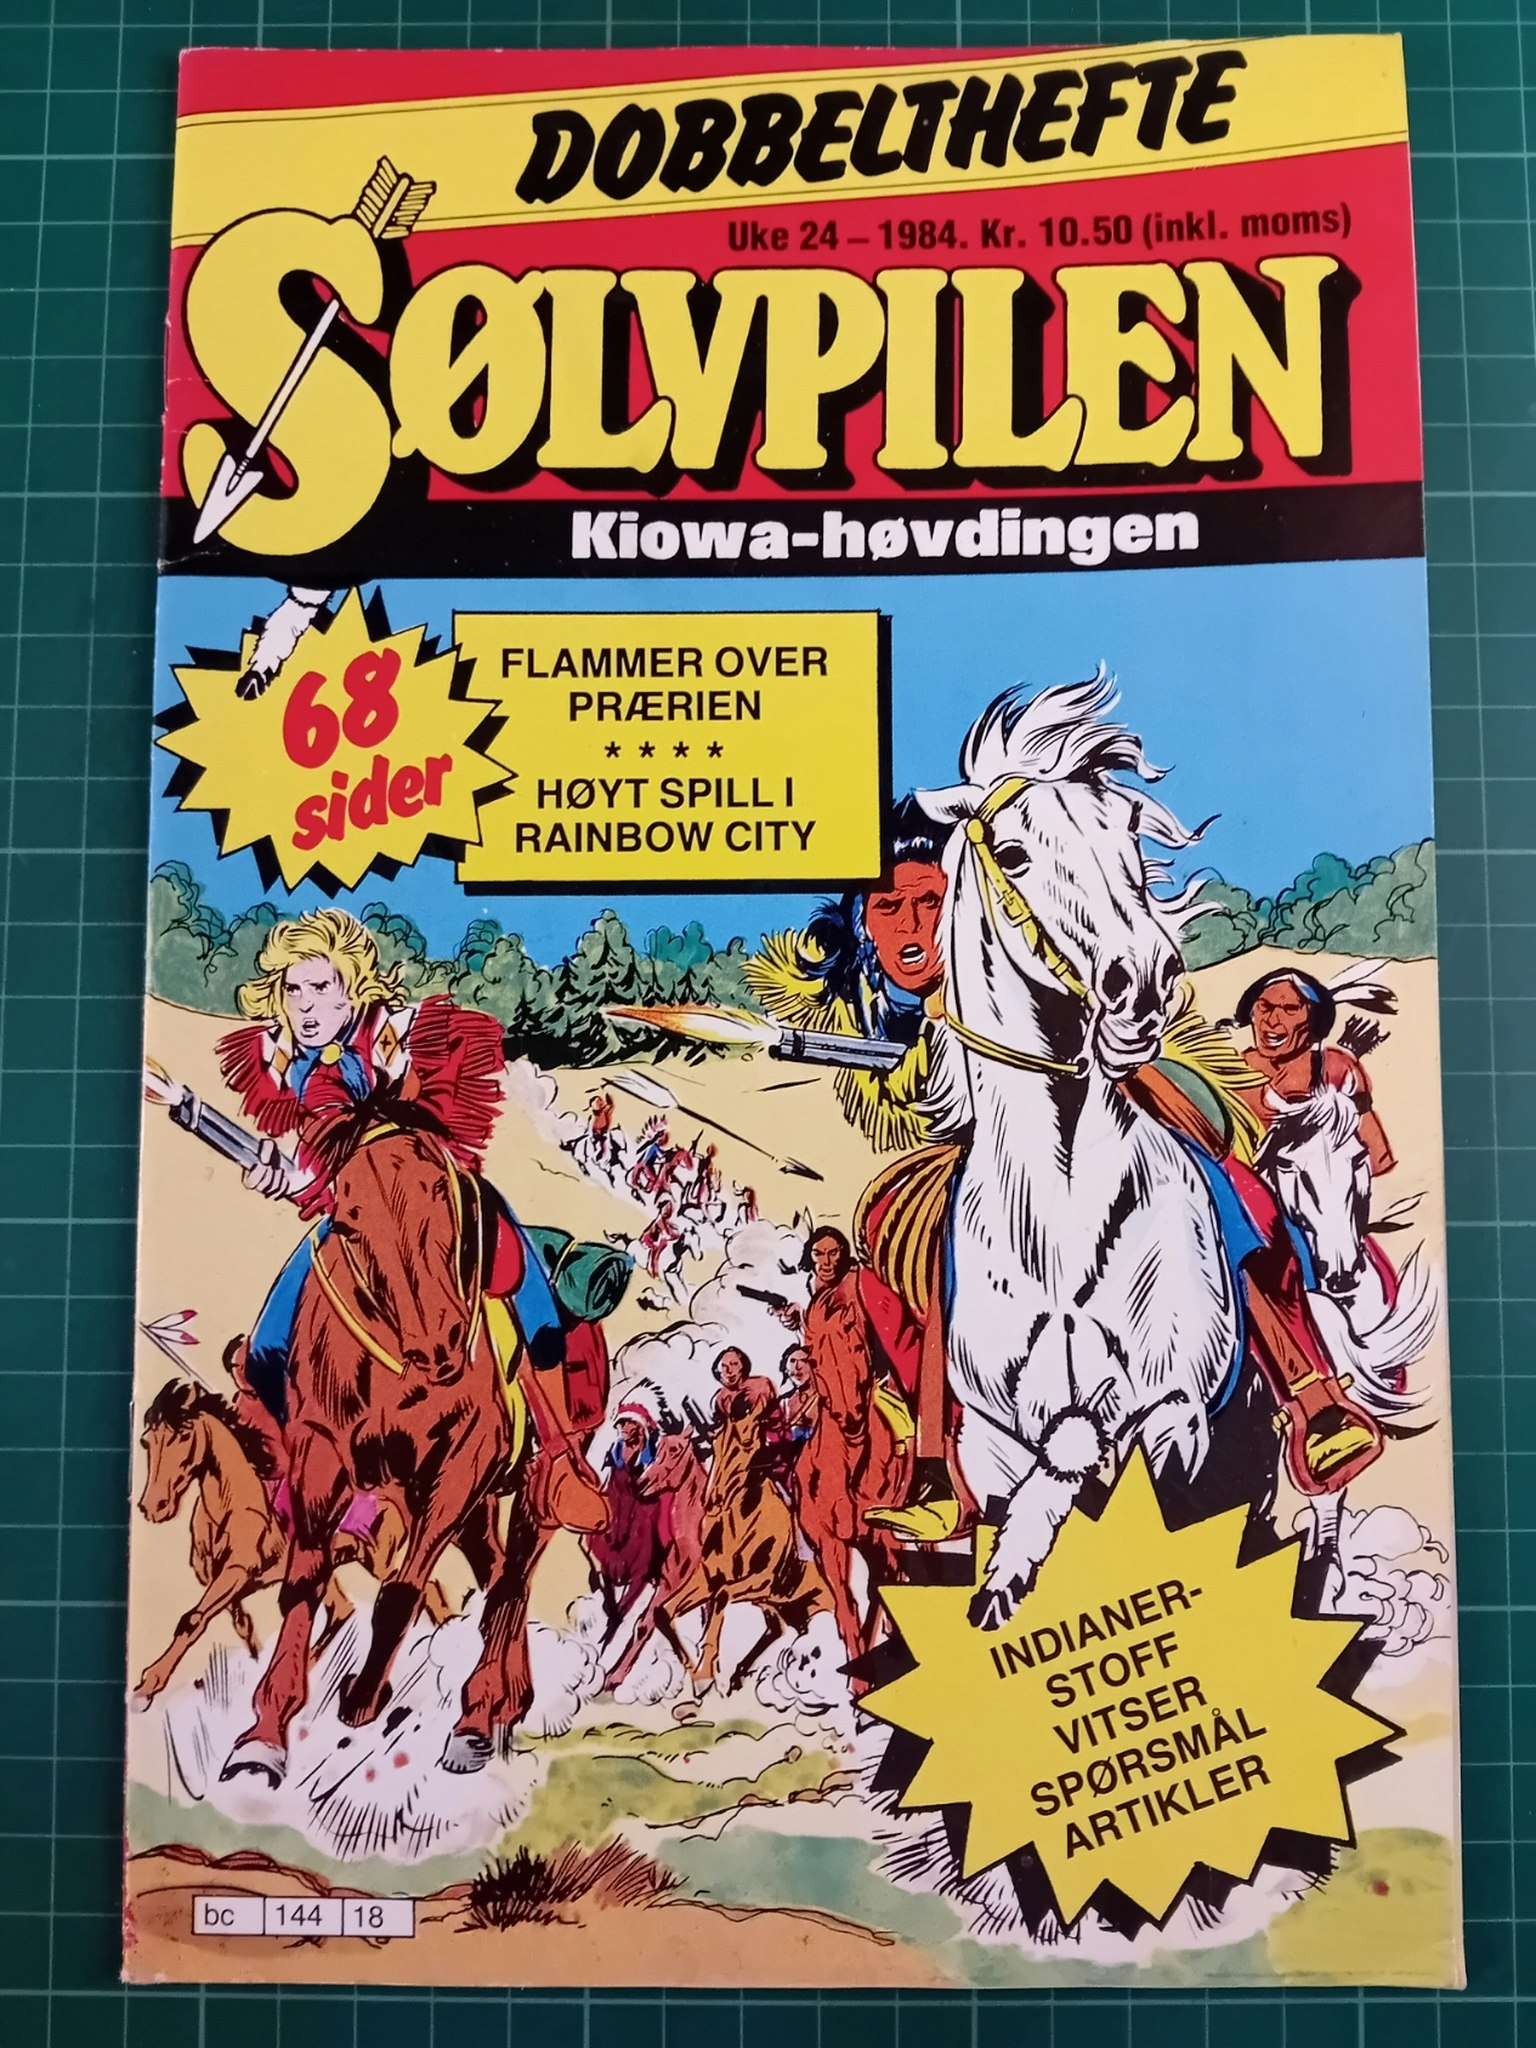 DOBBELTHEFTE
Uke 24 – 1984. Kr. 10.50 (inkl. moms)
SØLVPILEN
Kiowa-høvdingen
68
sider
FLAMMER OVER
PRÆRIEN
* * * *
HØYT SPILL I
RAINBOW CITY
INDIANER-
STOFF
VITSER
SPØRSMÅL
ARTIKLER
bc 144 18